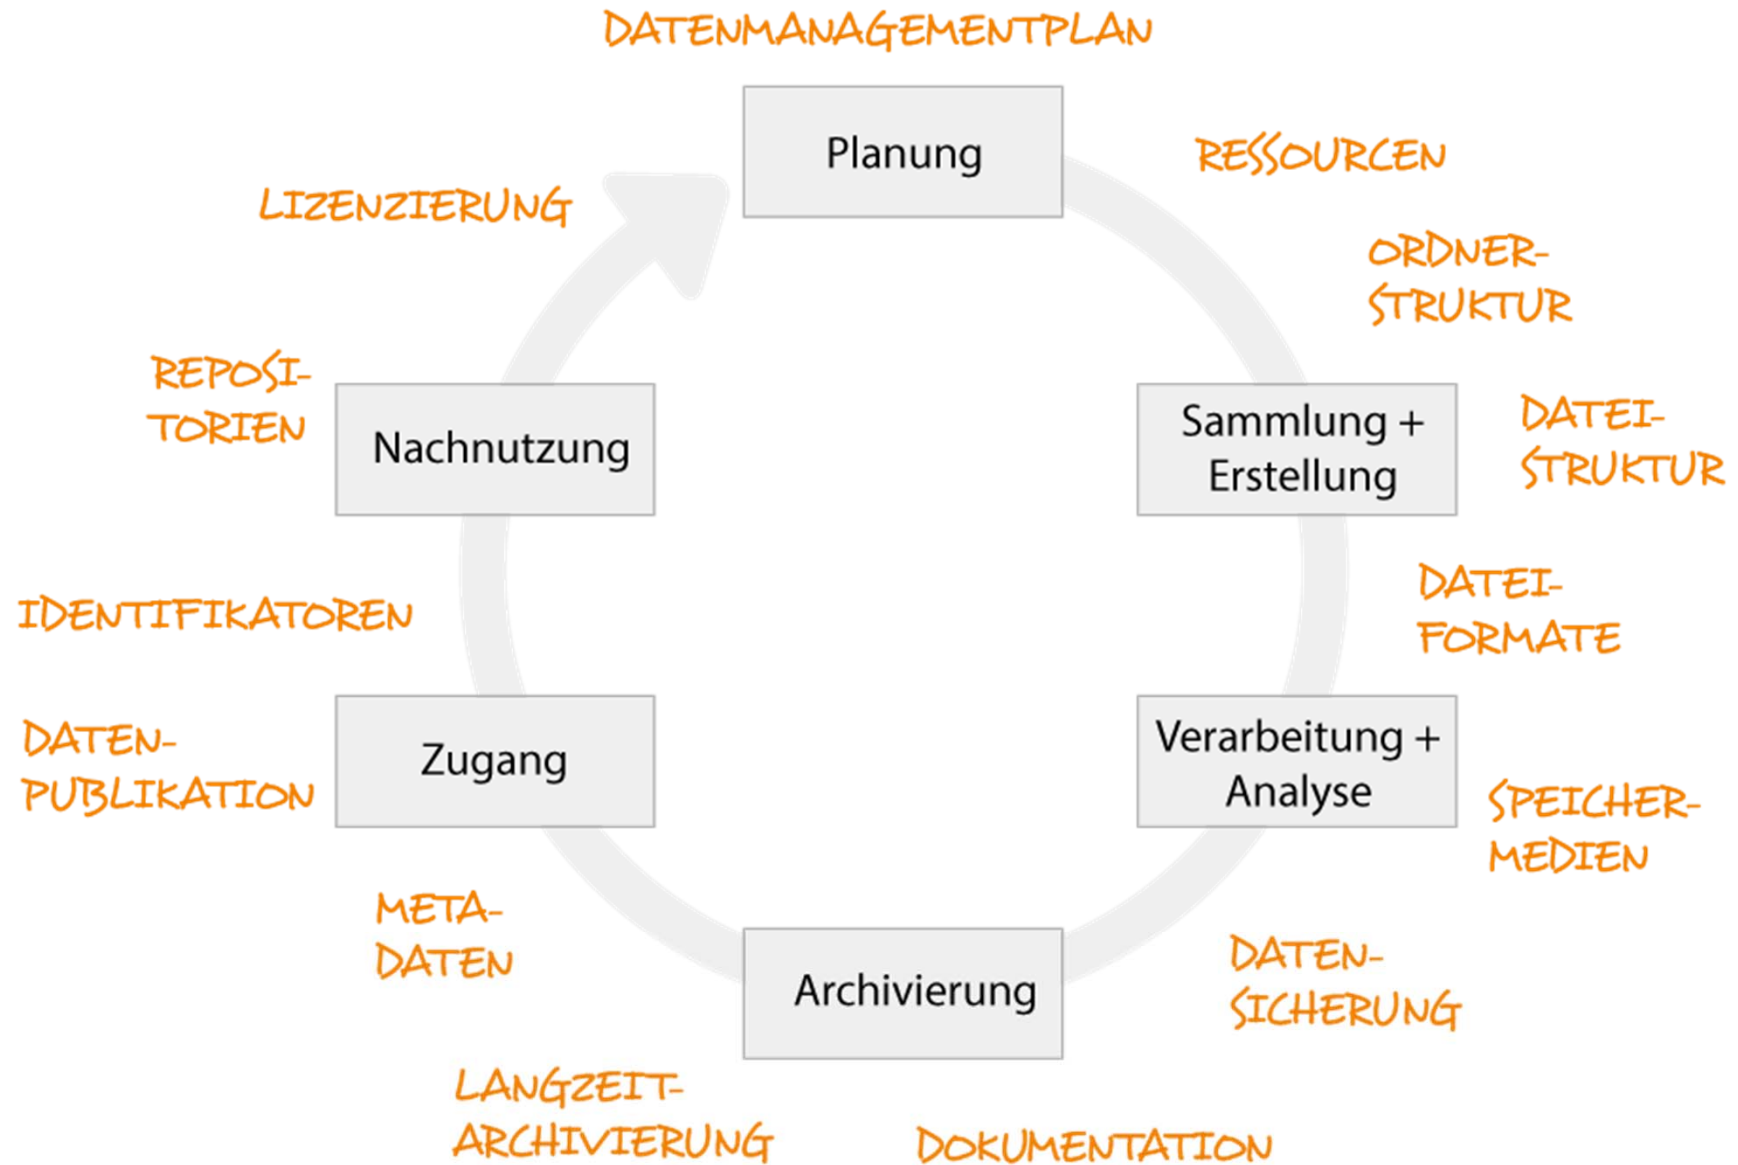 DATENMANAGEMENTPLAN
Planung
RESSOURCEN
LIZENZIERUNG
ORDNER-
STRUKTUR
REPOSI-
TORIEN
Nachnutzung
Sammlung +
Erstellung
DATEI-
STRUKTUR
IDENTIFIKATOREN
DATEI-
FORMATE
DATEN-
PUBLIKATION
Zugang
Verarbeitung +
Analyse
SPEICHER-
MEDIEN
META-
DATEN
Archivierung
DATEN-
SICHERUNG
LANGZEIT-
ARCHIVIERUNG
DOKUMENTATION